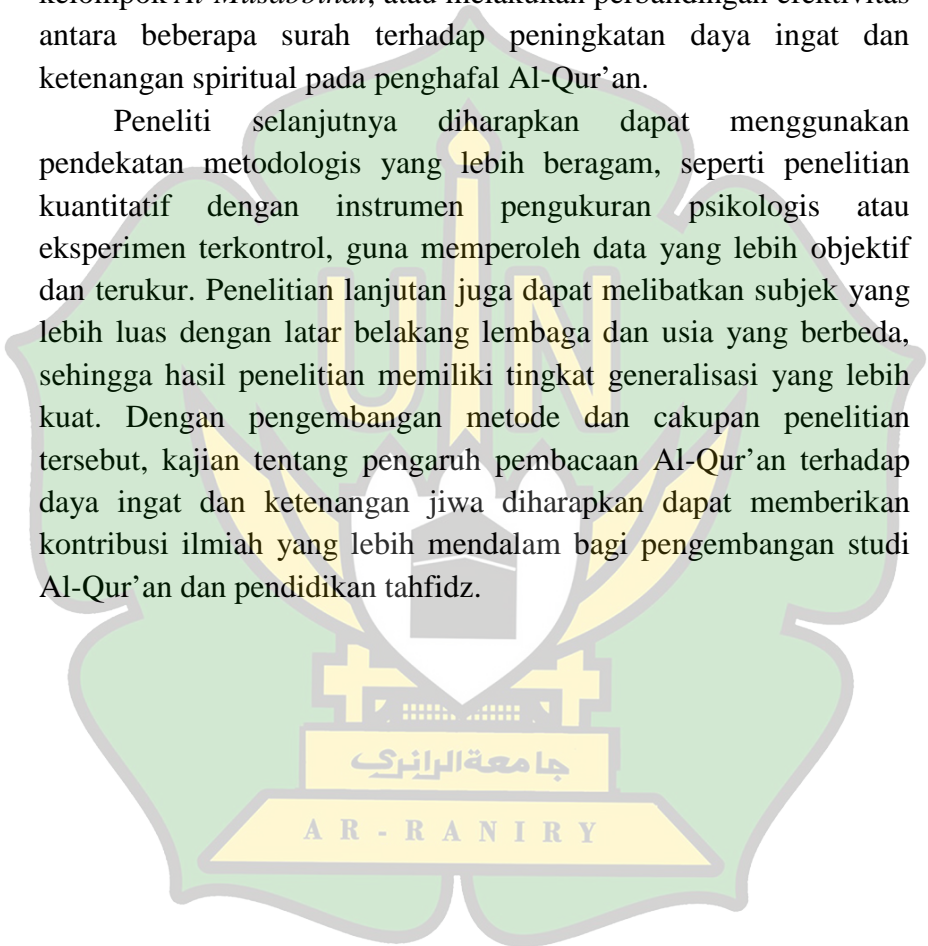 kelompok Al-Musabbihat, atau melakukan perbandingan efektivitas
antara beberapa surah terhadap peningkatan daya ingat dan
ketenangan spiritual pada penghafal Al-Qur’an.
Peneliti selanjutnya diharapkan dapat menggunakan
pendekatan metodologis yang lebih beragam, seperti penelitian
kuantitatif dengan instrumen pengukuran psikologis atau
eksperimen terkontrol, guna memperoleh data yang lebih objektif
dan terukur. Penelitian lanjutan juga dapat melibatkan subjek yang
lebih luas dengan latar belakang lembaga dan usia yang berbeda,
sehingga hasil penelitian memiliki tingkat generalisasi yang lebih
kuat. Dengan pengembangan metode dan cakupan penelitian
tersebut, kajian tentang pengaruh pembacaan Al-Qur’an terhadap
daya ingat dan ketenangan jiwa diharapkan dapat memberikan
kontribusi ilmiah yang lebih mendalam bagi pengembangan studi
Al-Qur’an dan pendidikan tahfidz.
UIN
جامعة الرانري
AR-RANIRY